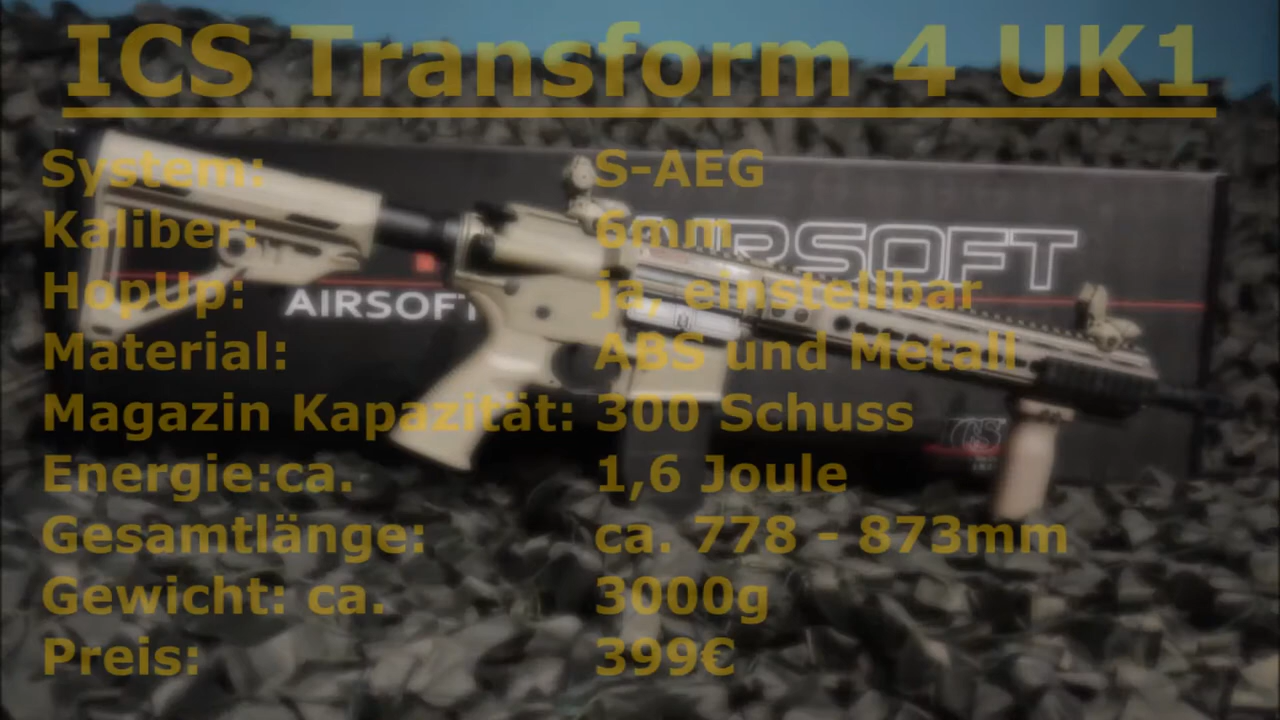 ICS Transform 4 UK1
System: S-AEG
Kaliber: 6mm
HopUp: ja, einstellbar
Material: ABS und Metall
Magazin Kapazität: 300 Schuss
Energie:ca. 1,6 Joule
Gesamtlänge: ca. 778 - 873mm
Gewicht: ca. 3000g
Preis: 399€
AIRSOFT
AIRSOFT
ICS